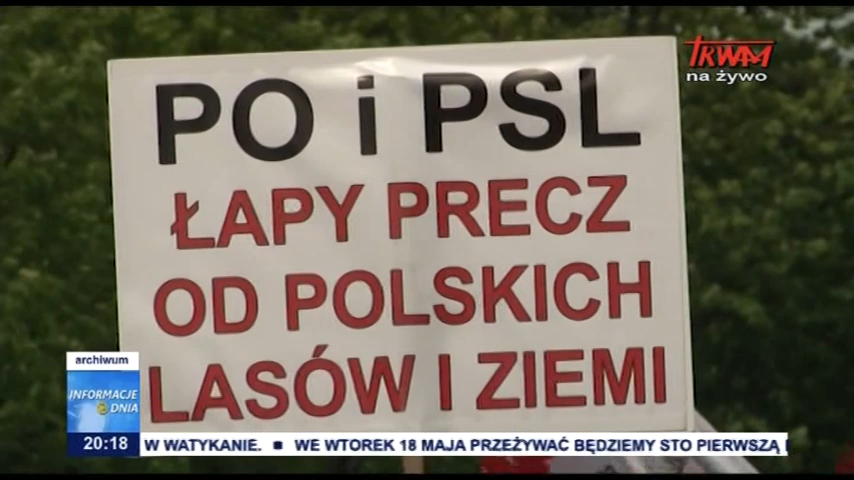 TRWAM
na żywo
PO i PSL
ŁAPY PRECZ
OD POLSKICH
LASÓW I ZIEMI
archiwum
INFORMACJE
DNIA
20:18
W WATYKANIE. ■ WE WTOREK 18 MAJA PRZEŻYWAĆ BĘDZIEMY STO PIERWSZĄ